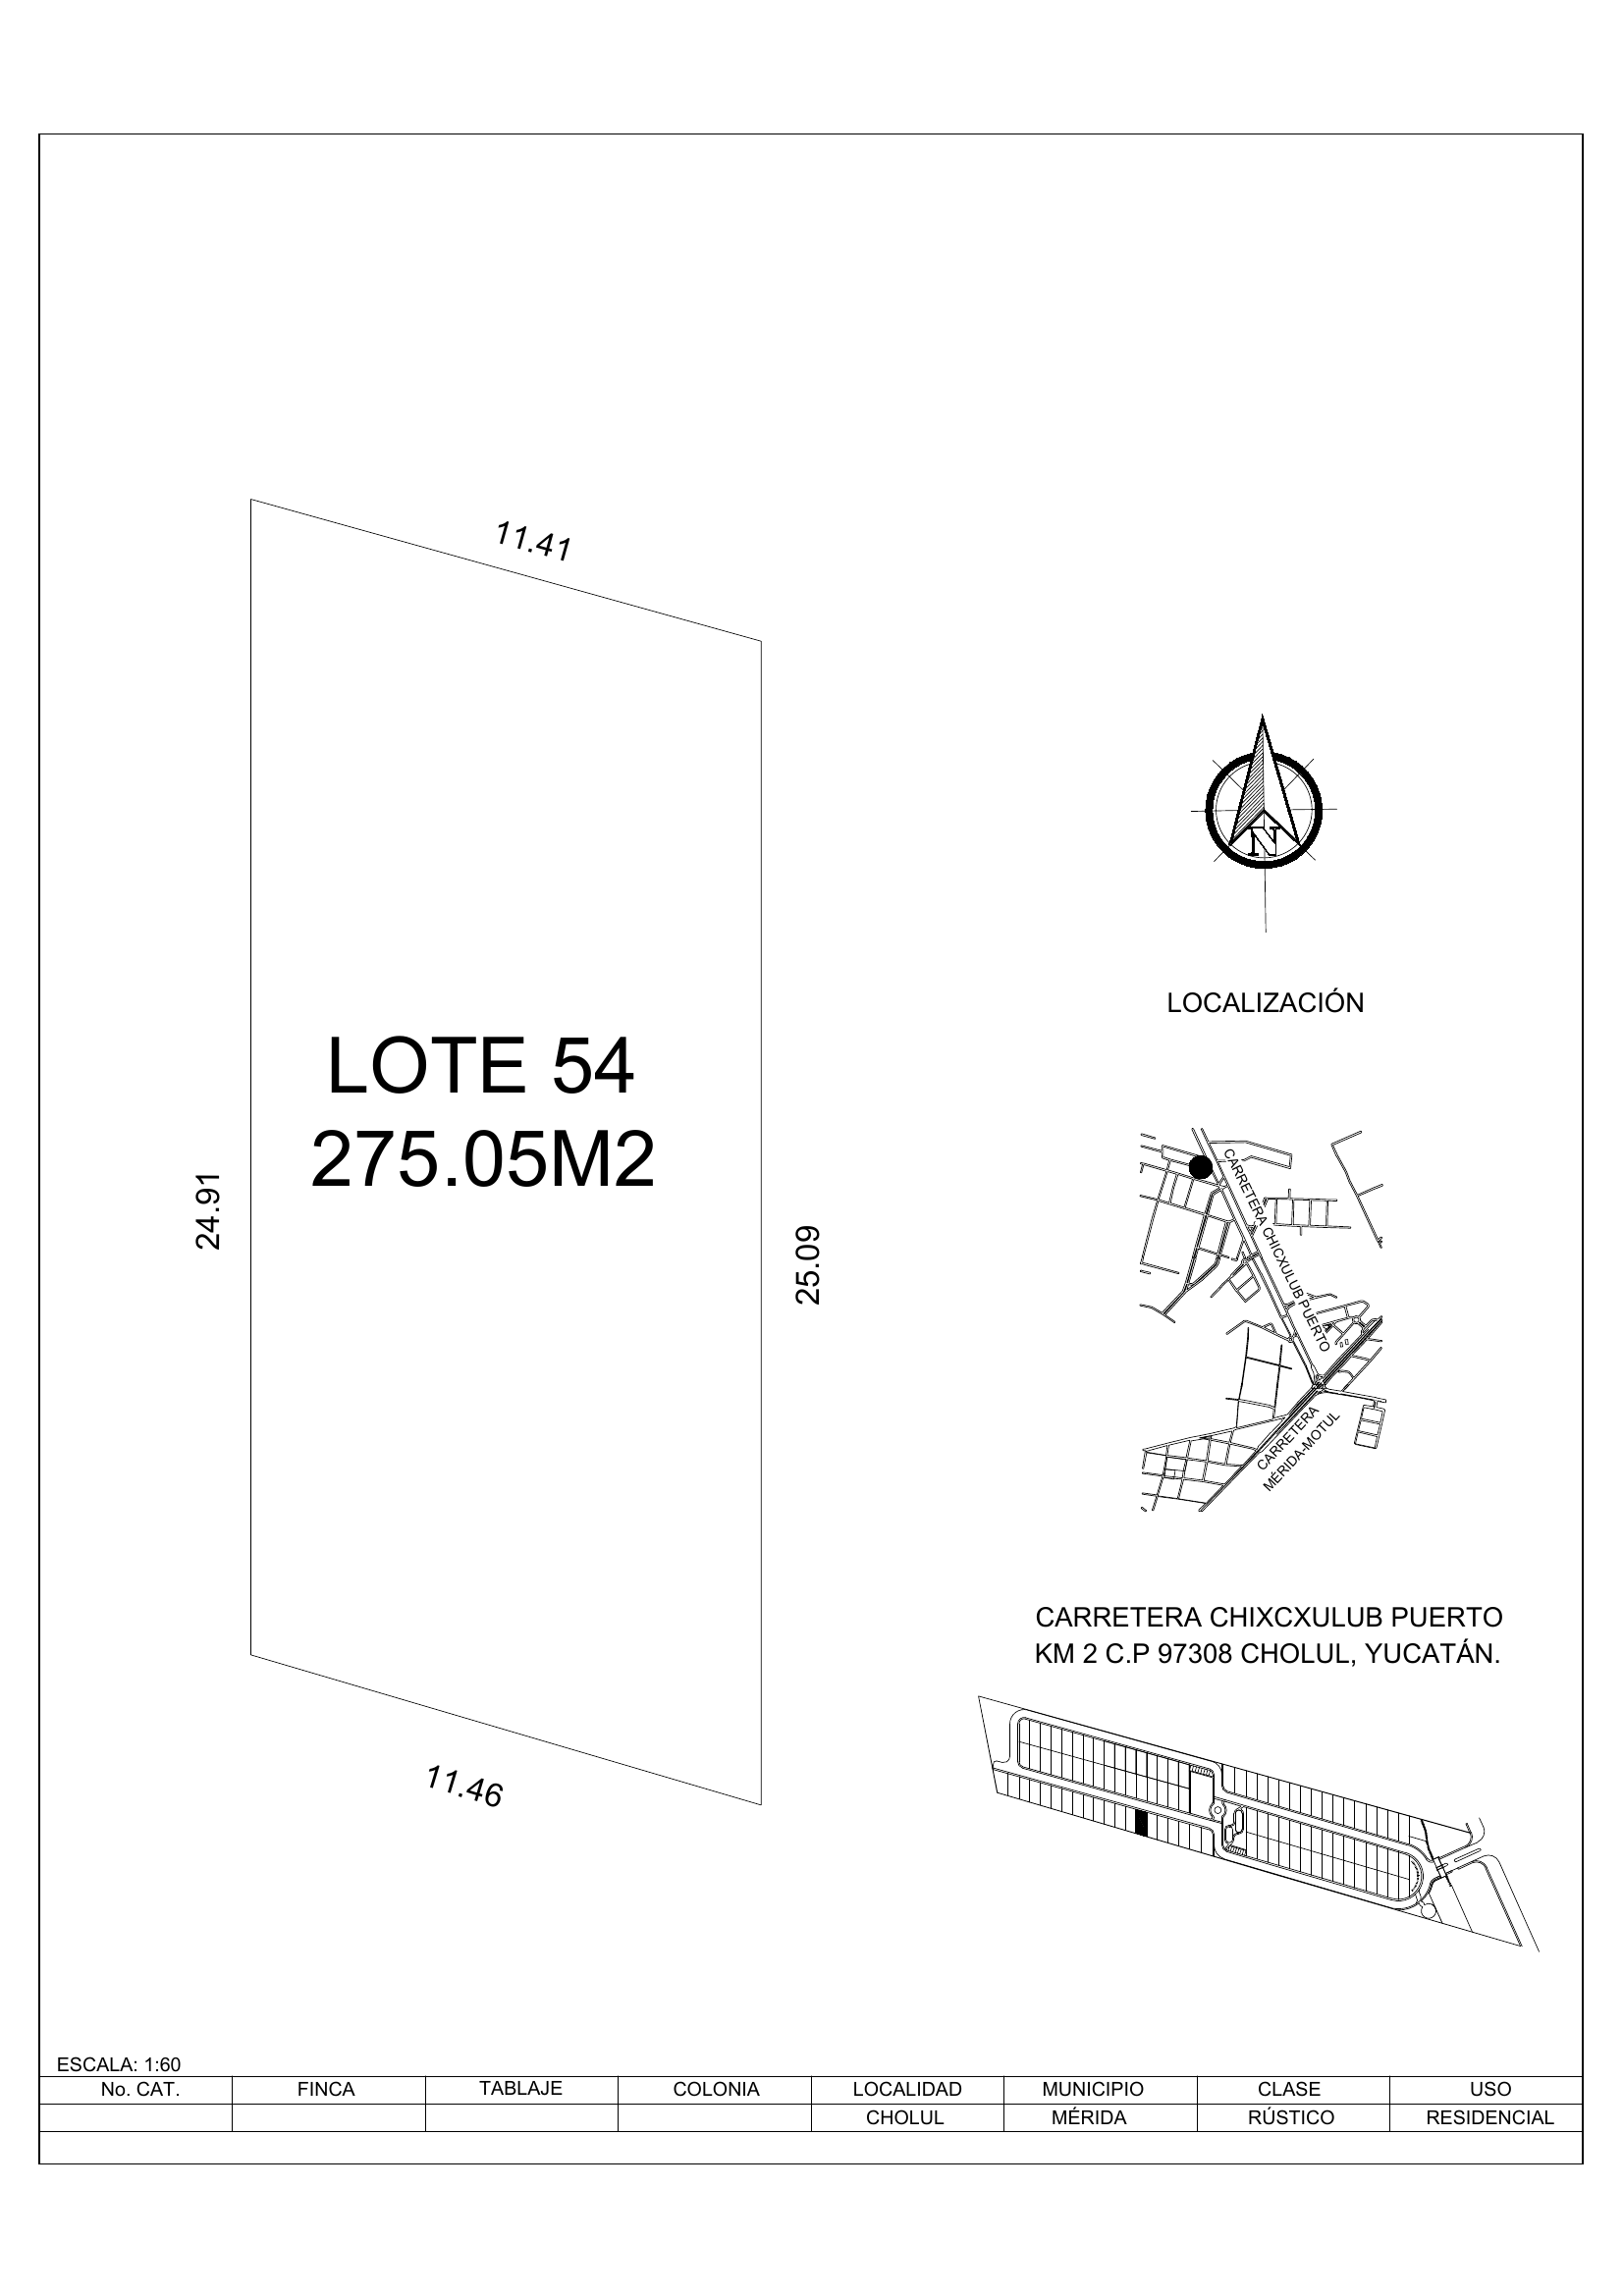 11.41
LOTE 54
275.05M2
24.91
25.09
11.46
N
LOCALIZACIÓN
CARRETERA CHICXULUB PUERTO
CARRETERA
MÉRIDA-MOTUL
CARRETERA CHIXCXULUB PUERTO
KM 2 C.P 97308 CHOLUL, YUCATÁN.
ESCALA: 1:60
No. CAT. FINCA TABLAJE COLONIA LOCALIDAD MUNICIPIO CLASE USO
CHOLUL MÉRIDA RÚSTICO RESIDENCIAL